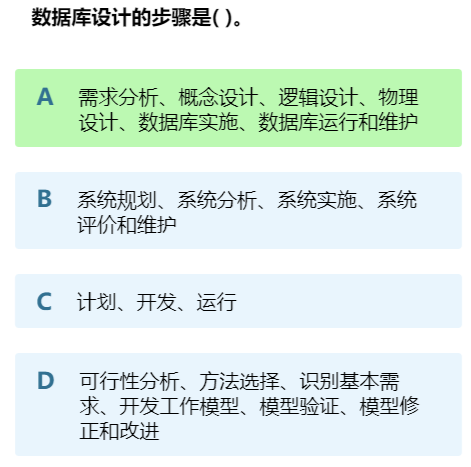 数据库设计的步骤是( )。
A 需求分析、概念设计、逻辑设计、物理
设计、数据库实施、数据库运行和维护
B 系统规划、系统分析、系统实施、系统
评价和维护
C 计划、开发、运行
D 可行性分析、方法选择、识别基本需
求、开发工作模型、模型验证、模型修
正和改进